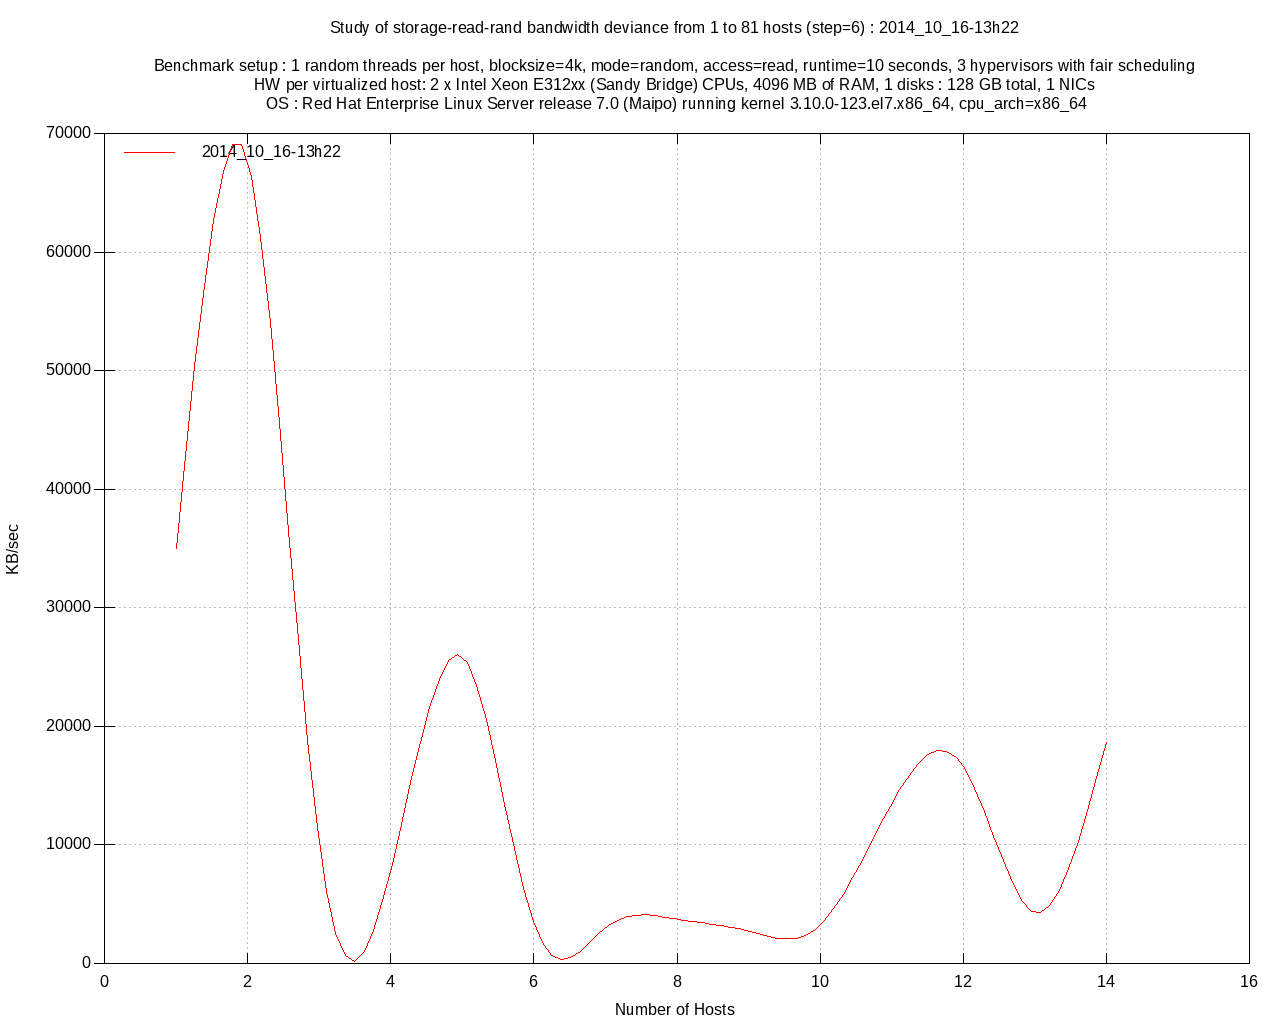 Study of storage-read-rand bandwidth deviance from 1 to 81 hosts (step=6) : 2014_10_16-13h22
Benchmark setup : 1 random threads per host, blocksize=4k, mode=random, access=read, runtime=10 seconds, 3 hypervisors with fair scheduling
HW per virtualized host: 2 x Intel Xeon E312xx (Sandy Bridge) CPUs, 4096 MB of RAM, 1 disks : 128 GB total, 1 NICs
OS : Red Hat Enterprise Linux Server release 7.0 (Maipo) running kernel 3.10.0-123.el7.x86_64, cpu_arch=x86_64
2014_10_16-13h22
70000
60000
50000
40000
30000
20000
10000
0
KB/sec
0 2 4 6 8 10 12 14 16
Number of Hosts